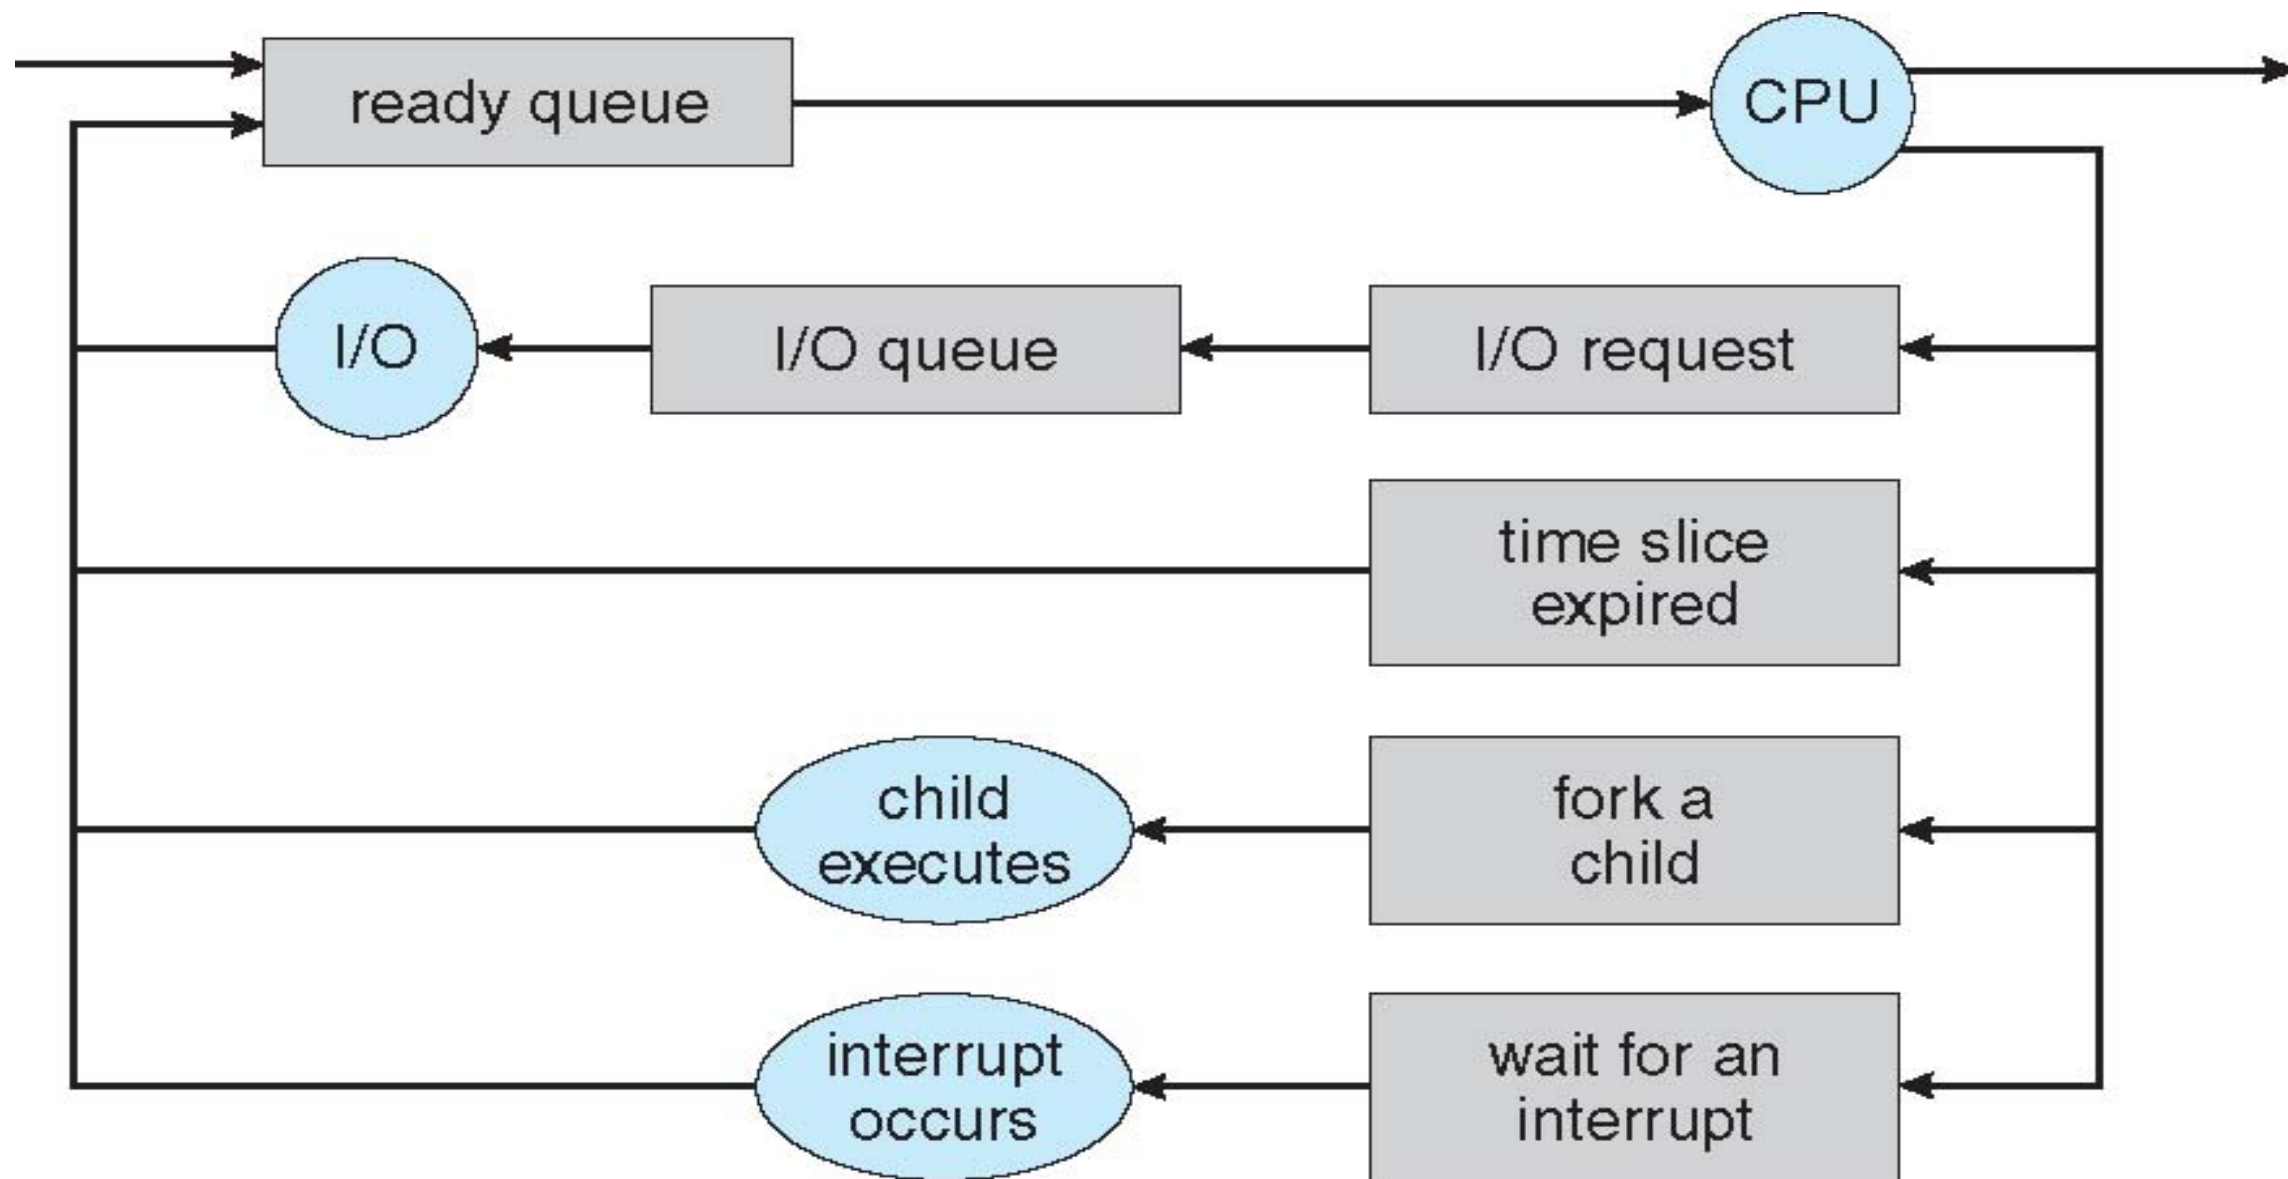 ready queue
CPU
I/O
I/O queue
I/O request
time slice
expired
child
executes
fork a
child
interrupt
occurs
wait for an
interrupt